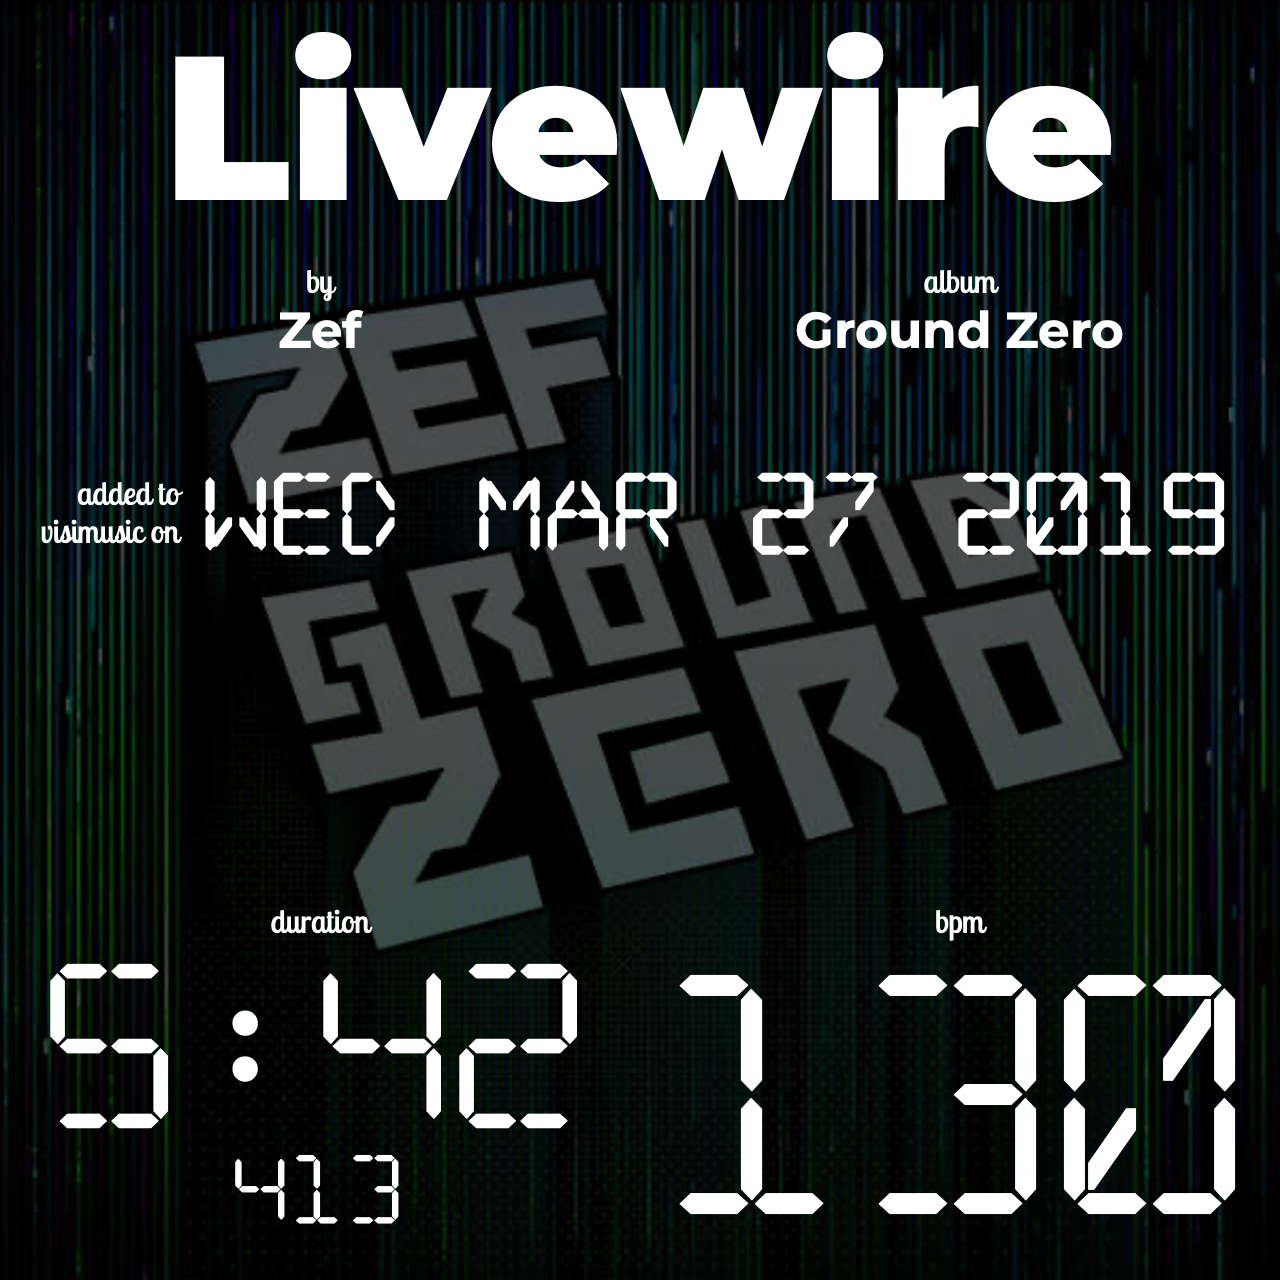 Livewire
by
Zef
album
Ground Zero
ZEF
added to
visimusic on
WED MAR 27 2019
GROUND
ZERO
duration
5:42
413
bpm
130